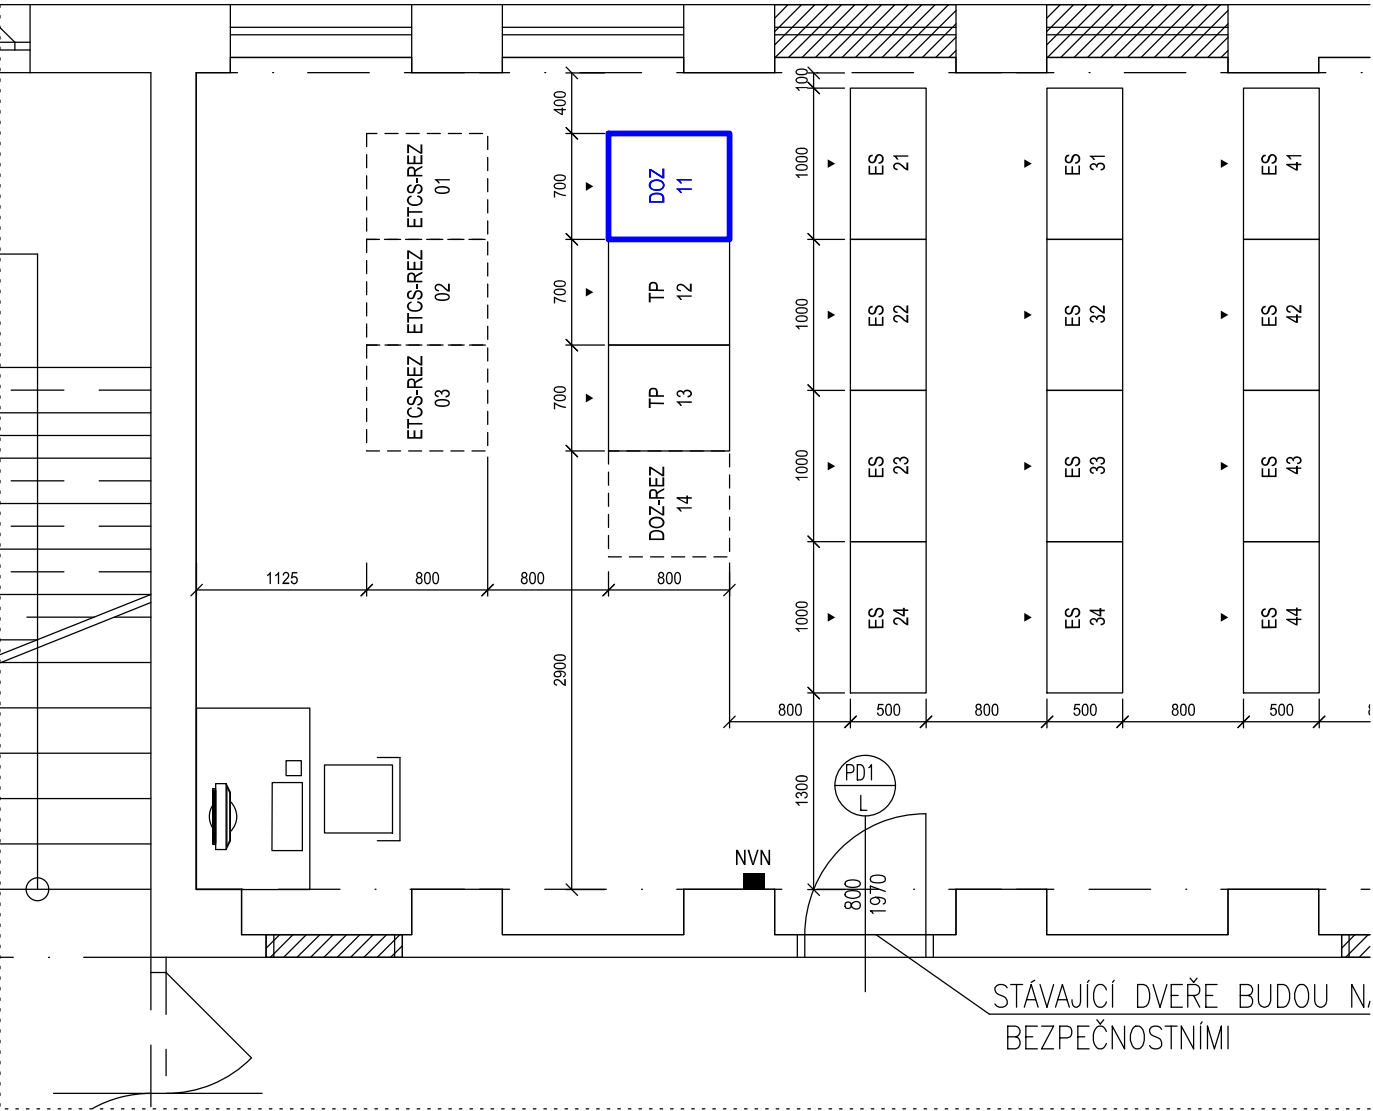 100
400
ETCS-REZ
01
700
DOZ
11
1000
ES
21
ES
31
ES
41
ETCS-REZ
02
700
TP
12
1000
ES
22
ES
32
ES
42
ETCS-REZ
03
700
TP
13
DOZ-REZ
14
1000
ES
23
ES
33
ES
43
1125
800
800
800
1000
ES
24
ES
34
ES
44
2900
800
500
800
500
800
500
PD1
L
1300
NVN
800
1970
STÁVAJÍCÍ DVEŘE BUDOU
BEZPEČNOSTNÍMI